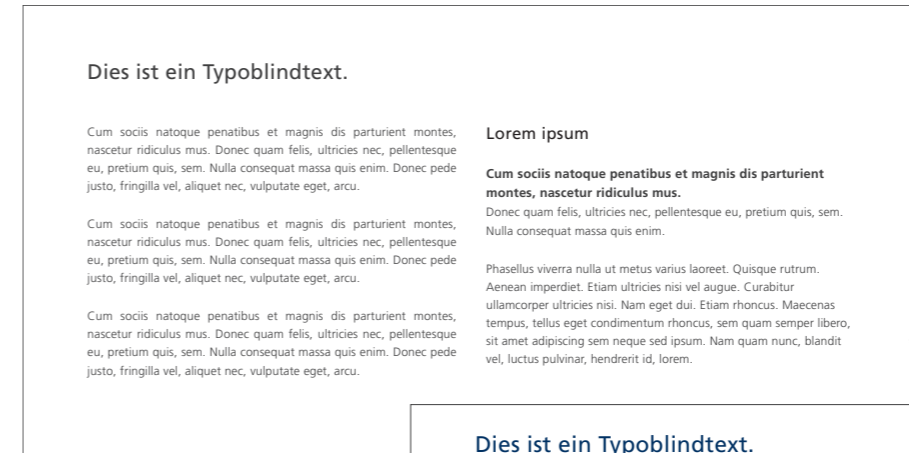 Dies ist ein Typoblindtext.
Cum sociis natoque penatibus et magnis dis parturient montes,
nascetur ridiculus mus. Donec quam felis, ultricies nec, pellentesque
eu, pretium quis, sem. Nulla consequat massa quis enim. Donec pede
justo, fringilla vel, aliquet nec, vulputate eget, arcu.
Cum sociis natoque penatibus et magnis dis parturient montes,
nascetur ridiculus mus. Donec quam felis, ultricies nec, pellentesque
eu, pretium quis, sem. Nulla consequat massa quis enim. Donec pede
justo, fringilla vel, aliquet nec, vulputate eget, arcu.
Cum sociis natoque penatibus et magnis dis parturient montes,
nascetur ridiculus mus. Donec quam felis, ultricies nec, pellentesque
eu, pretium quis, sem. Nulla consequat massa quis enim. Donec pede
justo, fringilla vel, aliquet nec, vulputate eget, arcu.
Lorem ipsum
Cum sociis natoque penatibus et magnis dis parturient
montes, nascetur ridiculus mus.
Donec quam felis, ultricies nec, pellentesque eu, pretium quis, sem.
Nulla consequat massa quis enim.
Phasellus viverra nulla ut metus varius laoreet. Quisque rutrum.
Aenean imperdiet. Etiam ultricies nisi vel augue. Curabitur
ullamcorper ultricies nisi. Nam eget dui. Etiam rhoncus. Maecenas
tempus, tellus eget condimentum rhoncus, sem quam semper libero,
sit amet adipiscing sem neque sed ipsum. Nam quam nunc, blandit
vel, luctus pulvinar, hendrerit id, lorem.
Dies ist ein Typoblindtext.